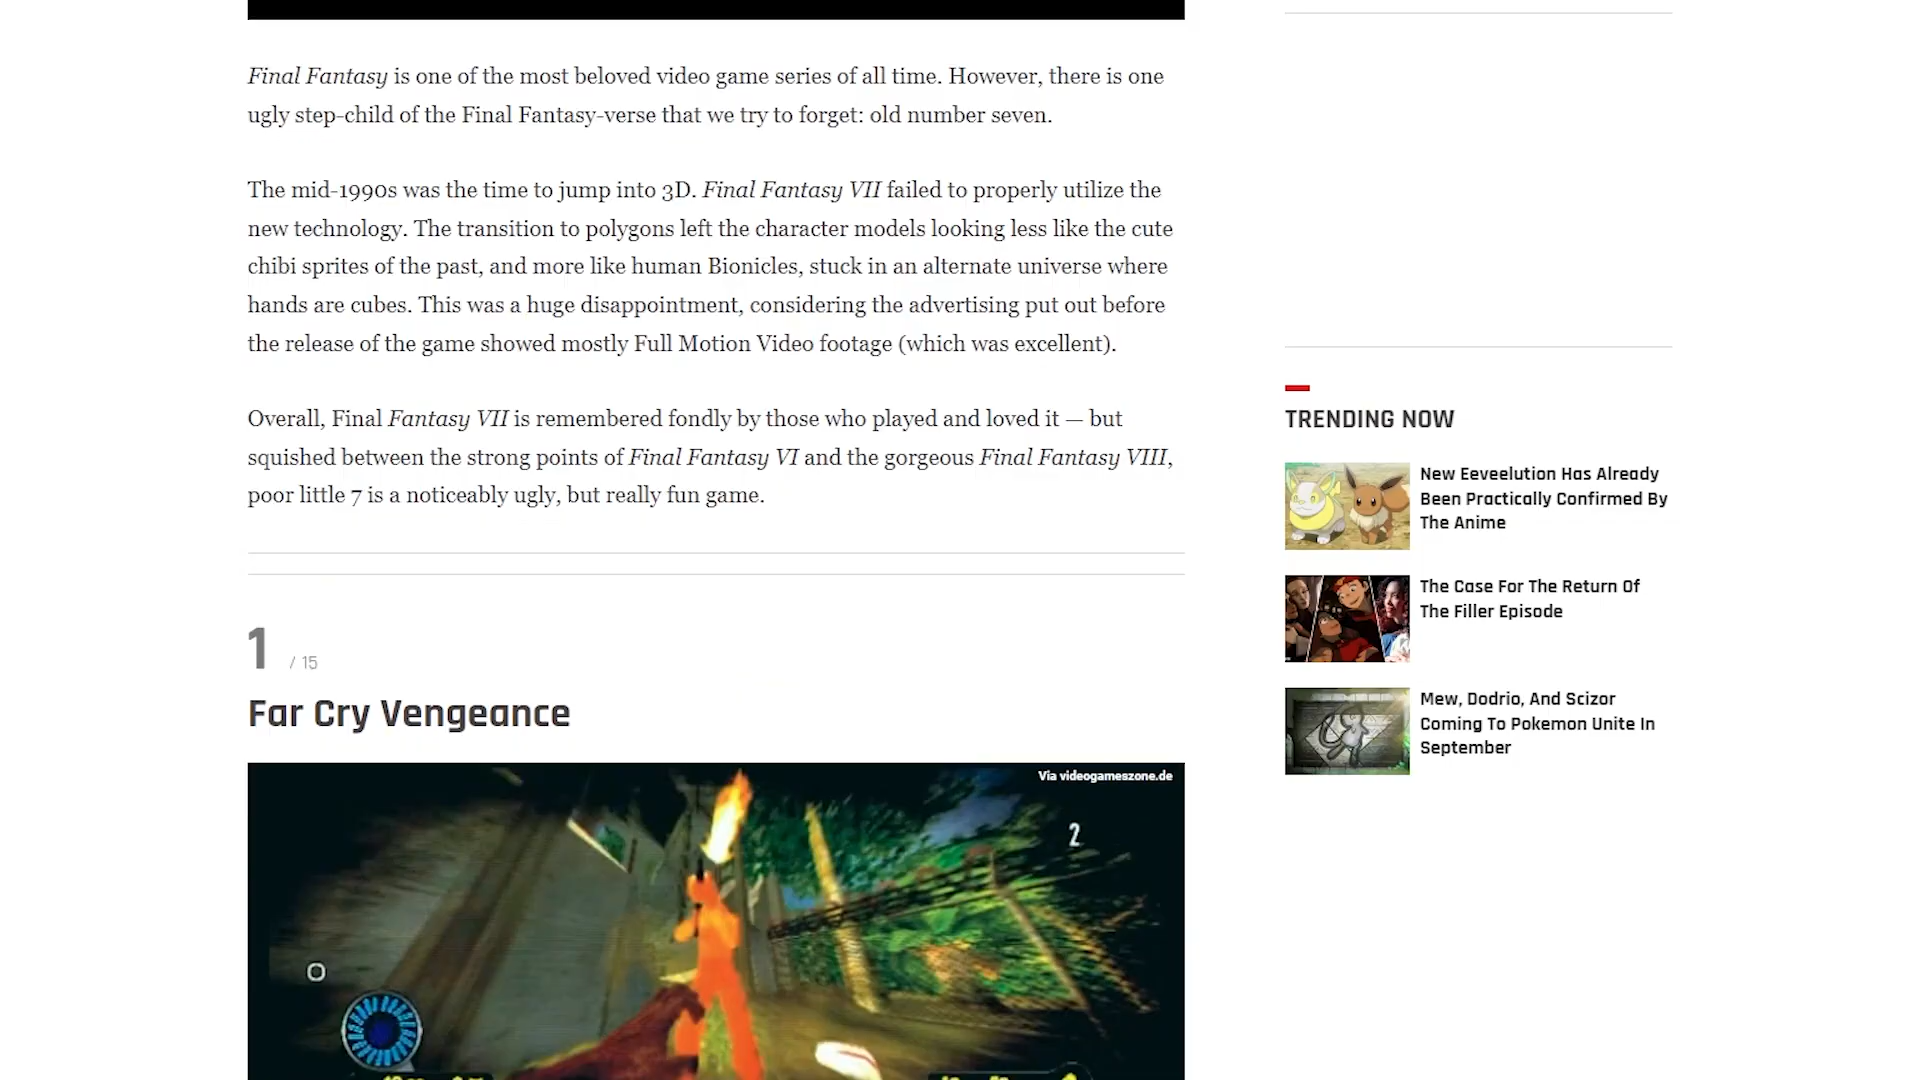 Final Fantasy is one of the most beloved video game series of all time. However, there is one
ugly step-child of the Final Fantasy-verse that we try to forget: old number seven.
The mid-1990s was the time to jump into 3D. Final Fantasy VII failed to properly utilize the
new technology. The transition to polygons left the character models looking less like the cute
chibi sprites of the past, and more like human Bionicles, stuck in an alternate universe where
hands are cubes. This was a huge disappointment, considering the advertising put out before
the release of the game showed mostly Full Motion Video footage (which was excellent).
Overall, Final Fantasy VII is remembered fondly by those who played and loved it — but
squished between the strong points of Final Fantasy VI and the gorgeous Final Fantasy VIII,
poor little 7 is a noticeably ugly, but really fun game.
1 / 15
Far Cry Vengeance
Via videogameszone.de
2
TRENDING NOW
New Eeveelution Has Already
Been Practically Confirmed By
The Anime
The Case For The Return Of
The Filler Episode
Mew, Dodrio, And Scizor
Coming To Pokemon Unite In
September